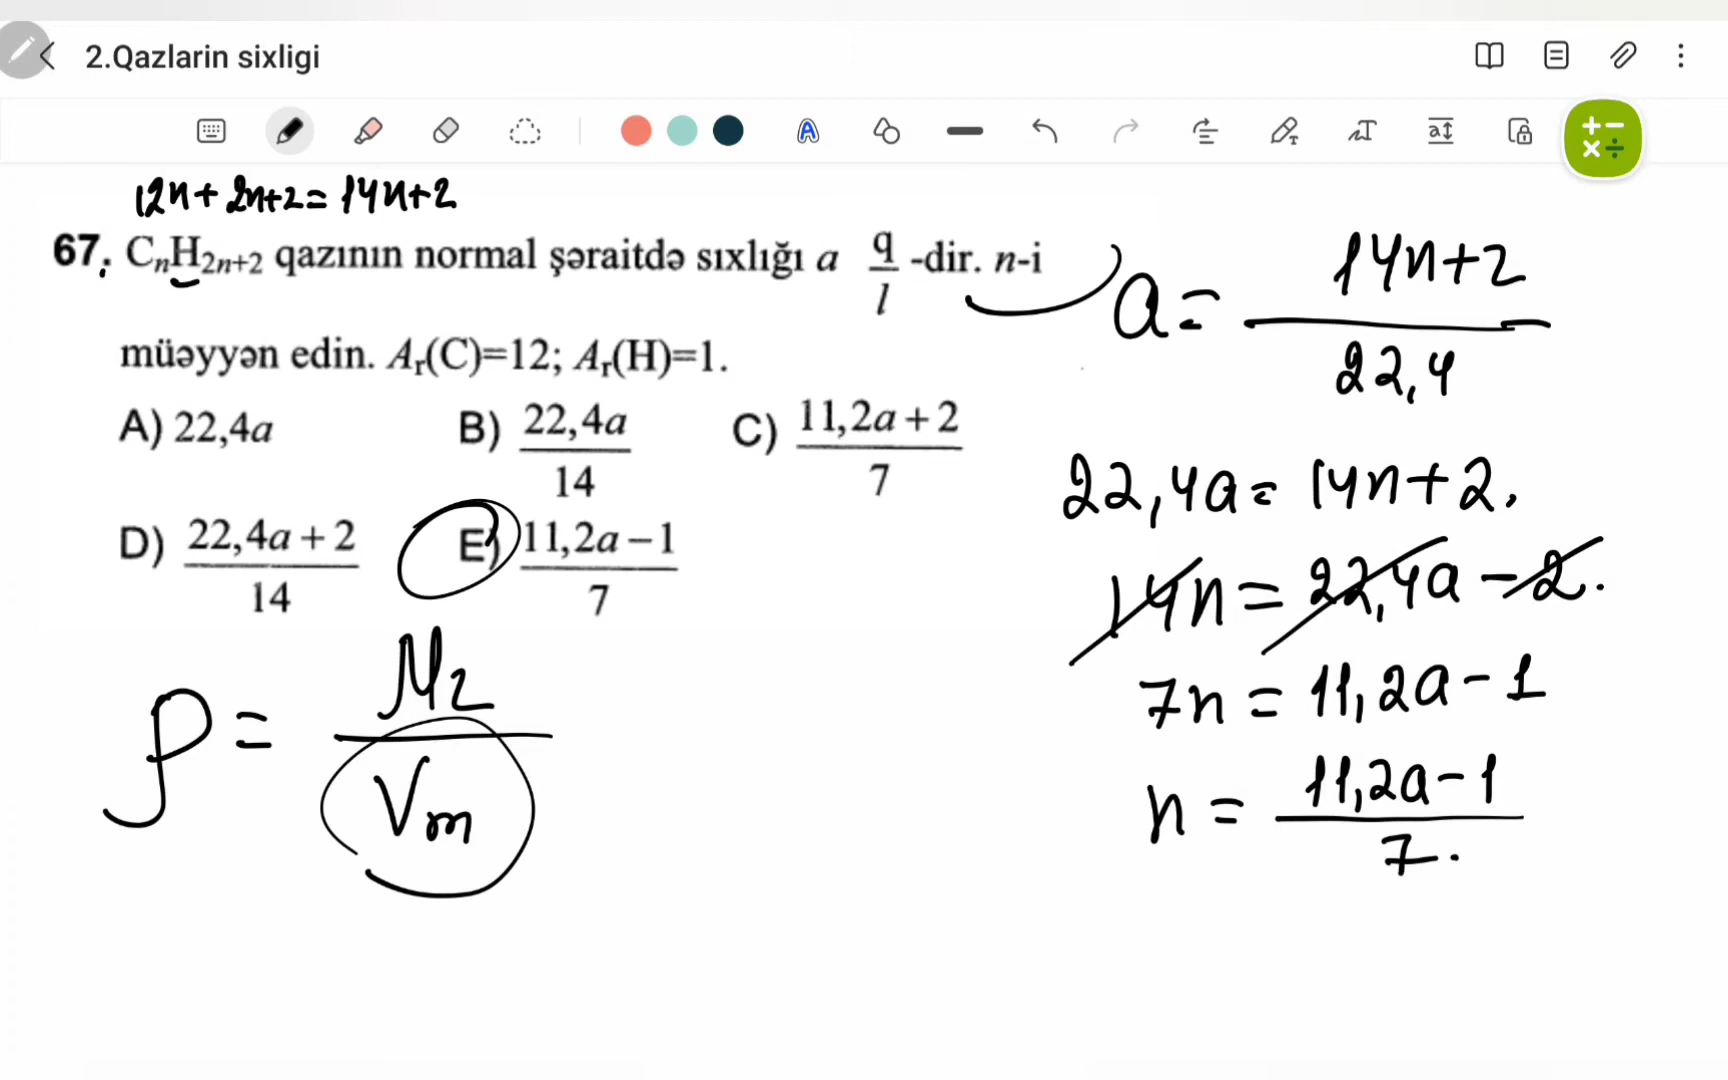 2.Qazlarin sixligi
12n+2n+2=14n+2
67. CnH2n+2 qazının normal şəraitdə sıxlığı a q/l -dir. n-i
müəyyən edin. Ar(C)=12; Ar(H)=1.
A) 22,4a B) 22,4a/14 C) 11,2a+2/7
D) 22,4a+2/14 E) 11,2a−1/7
ρ= Mr/Vm
a= 14n+2/22,4
22,4a=14n+2.
14n=22,4a−2.
7n=11,2a−1
n= 11,2a−1/7.